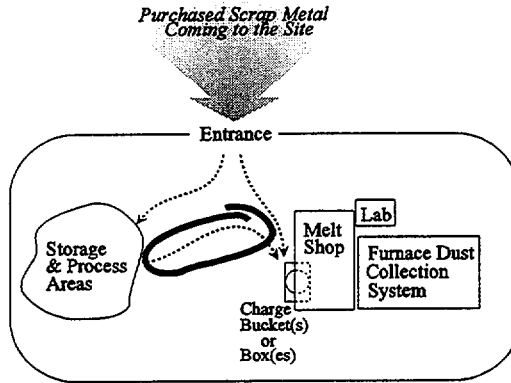 Purchased Scrap Metal
Coming to the Site
Entrance
Storage
& Process
Areas
Melt
Shop
Lab
Furnace Dust
Collection
System
Charge
Bucket(s)
or
Box(es)